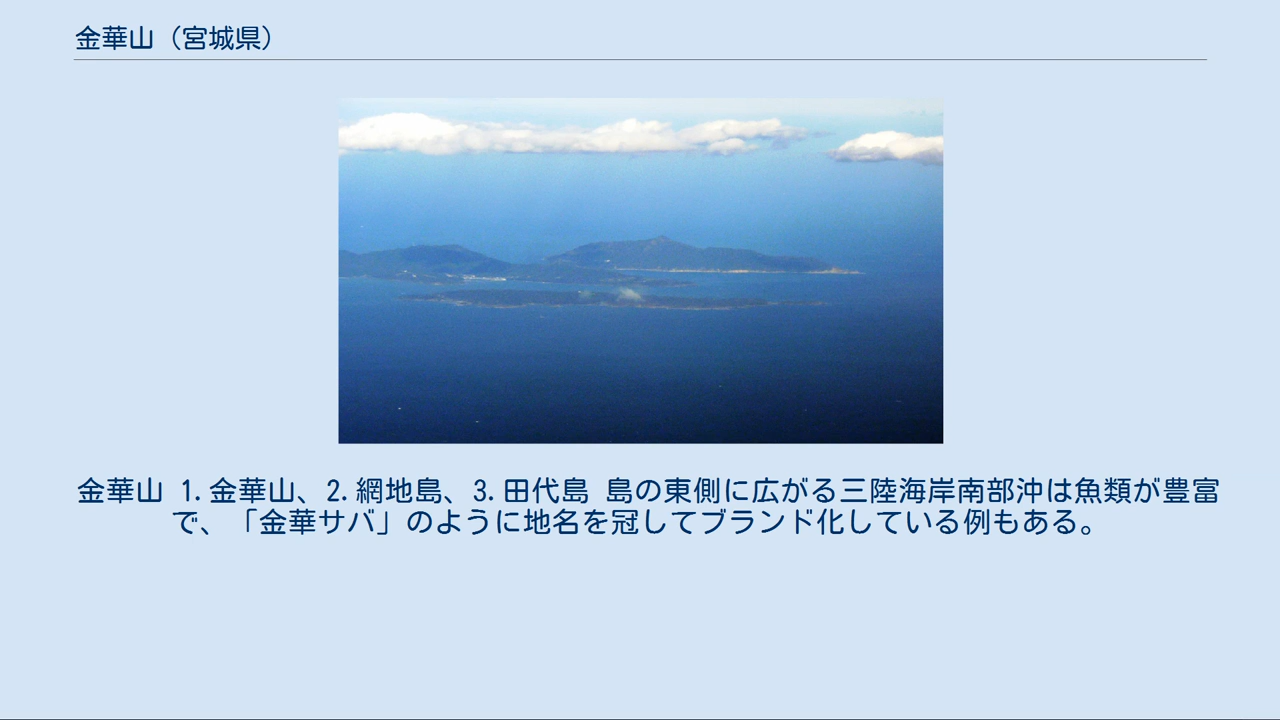 金華山（宮城県）
金華山 1.金華山、2.網地島、3.田代島 島の東側に広がる三陸海岸南部沖は魚類が豊富
で、「金華サバ」のように地名を冠してブランド化している例もある。